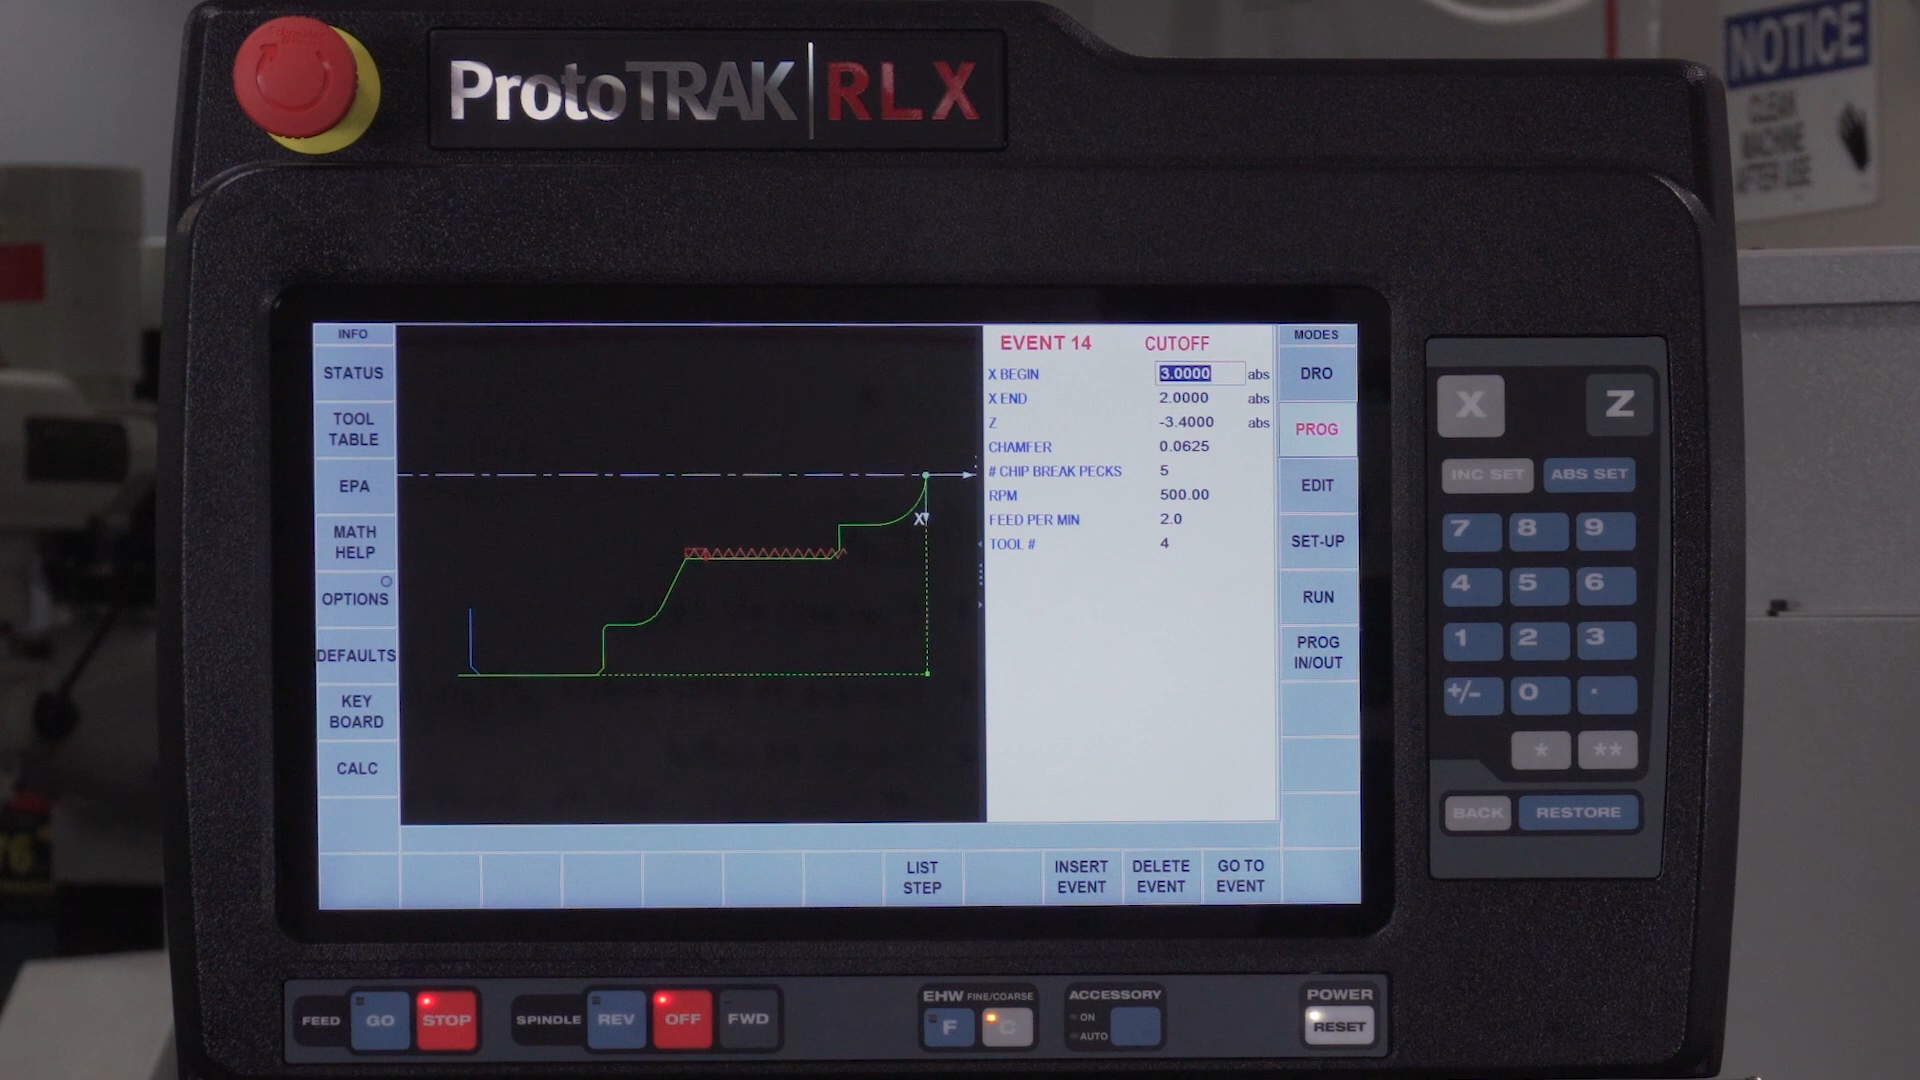 ProtoTRAK RLX
NOTICE
CLEAN
MACHINE
AFTER USE
INFO
STATUS
TOOL
TABLE
EPA
MATH
HELP
OPTIONS
DEFAULTS
KEY
BOARD
CALC
X
EVENT 14 CUTOFF
X BEGIN 3.0000 abs
X END 2.0000 abs
Z -3.4000 abs
CHAMFER 0.0625
# CHIP BREAK PECKS 5
RPM 500.00
FEED PER MIN 2.0
TOOL # 4
MODES
DRO
PROG
EDIT
SET-UP
RUN
PROG
IN/OUT
LIST
STEP
INSERT
EVENT
DELETE
EVENT
GO TO
EVENT
X Z
INC SET ABS SET
7 8 9
4 5 6
1 2 3
+/- 0 .
* **
BACK RESTORE
FEED GO STOP
SPINDLE REV OFF FWD
EHW FINE/COARSE
F C
ACCESSORY
ON
AUTO
POWER
RESET